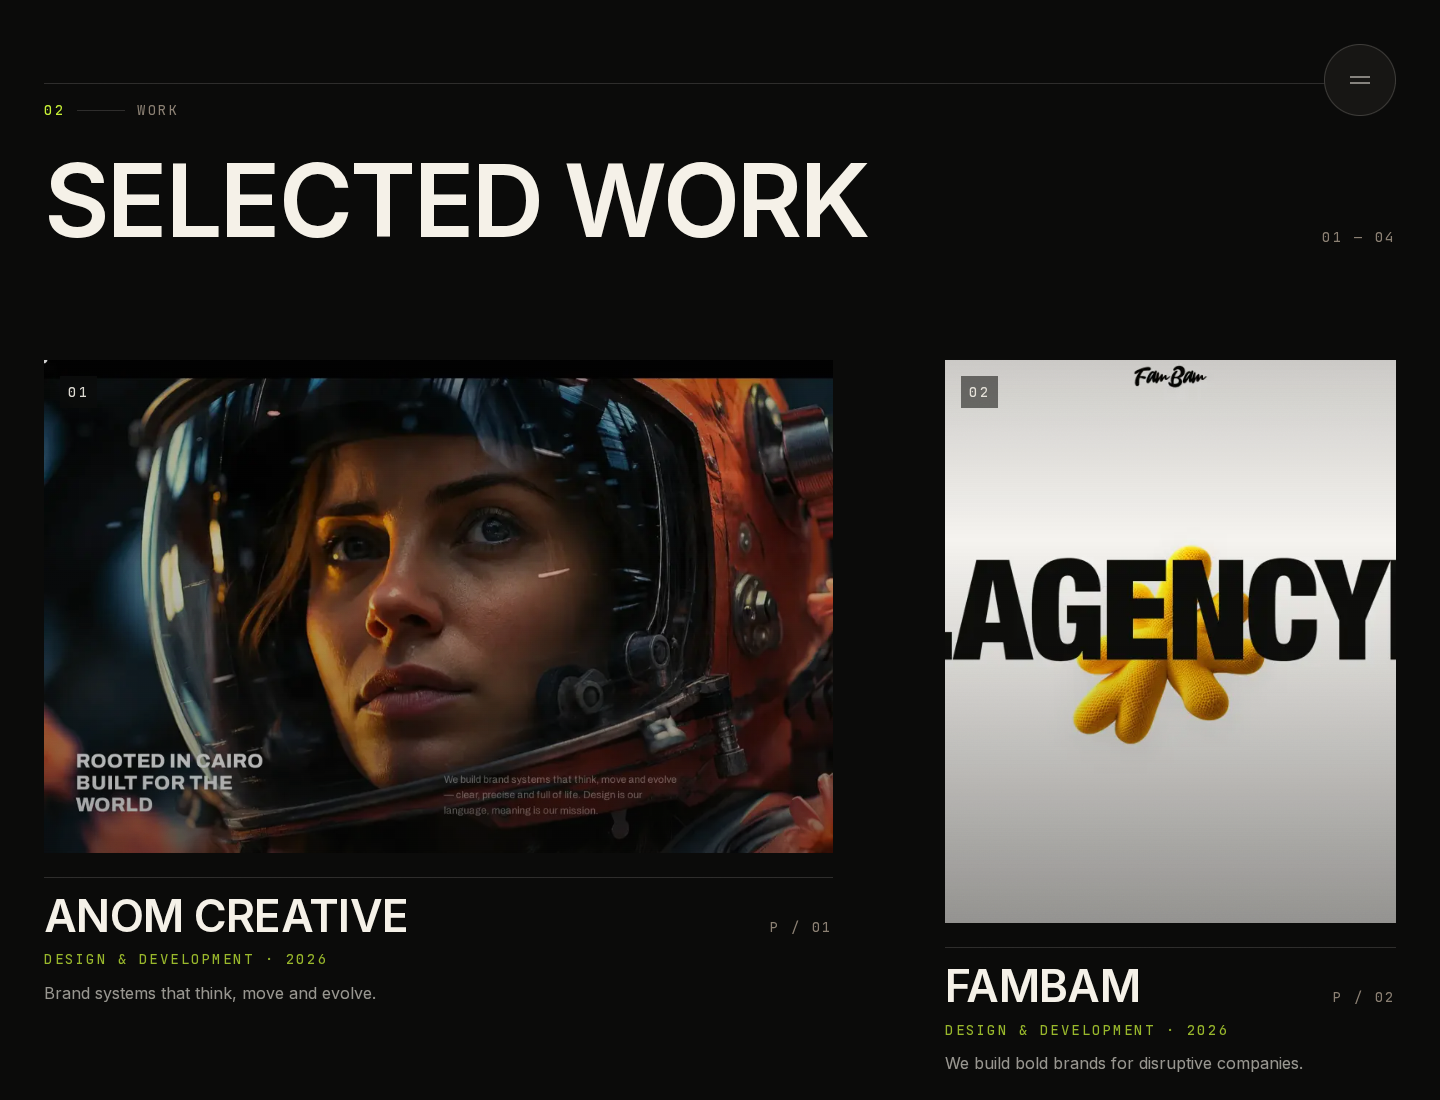 02 WORK
SELECTED WORK
01 — 04
01
ROOTED IN CAIRO
BUILT FOR THE
WORLD
We build brand systems that think, move and evolve
— clear, precise and full of life. Design is our
language, meaning is our mission.
ANOM CREATIVE
P / 01
DESIGN & DEVELOPMENT · 2026
Brand systems that think, move and evolve.
02
FamBam
AGENCY
FAMBAM
P / 02
DESIGN & DEVELOPMENT · 2026
We build bold brands for disruptive companies.